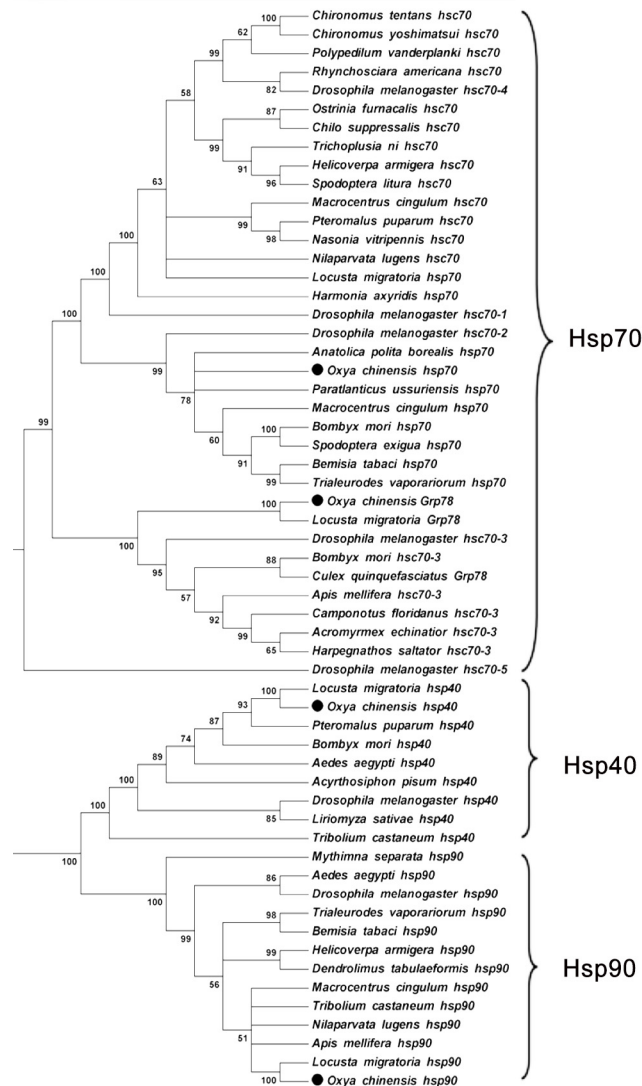 Chironomus tentans hsc70
Chironomus yoshimatsui hsc70
Polypedilum vanderplanki hsc70
Rhynchosciara americana hsc70
Drosophila melanogaster hsc70-4
Ostrinia furnacalis hsc70
Chilo suppressalis hsc70
Trichoplusia ni hsc70
Helicoverpa armigera hsc70
Spodoptera litura hsc70
Macrocentrus cingulum hsc70
Pteromalus puparum hsc70
Nasonia vitripennis hsc70
Nilaparvata lugens hsc70
Locusta migratoria hsp70
Harmonia axyridis hsp70
Drosophila melanogaster hsc70-1
Drosophila melanogaster hsc70-2
Anatolica polita borealis hsp70
Oxya chinensis hsp70
Paratlanticus ussuriensis hsp70
Macrocentrus cingulum hsp70
Bombyx mori hsp70
Spodoptera exigua hsp70
Bemisia tabaci hsp70
Trialeurodes vaporariorum hsp70
Oxya chinensis Grp78
Locusta migratoria Grp78
Drosophila melanogaster hsc70-3
Bombyx mori hsc70-3
Culex quinquefasciatus Grp78
Apis mellifera hsc70-3
Camponotus floridanus hsc70-3
Acromyrmex echinatior hsc70-3
Harpegnathos saltator hsc70-3
Drosophila melanogaster hsc70-5
Hsp70
Locusta migratoria hsp40
Oxya chinensis hsp40
Pteromalus puparum hsp40
Bombyx mori hsp40
Aedes aegypti hsp40
Acyrthosiphon pisum hsp40
Drosophila melanogaster hsp40
Liriomyza sativae hsp40
Tribolium castaneum hsp40
Hsp40
Mythimna separata hsp90
Aedes aegypti hsp90
Drosophila melanogaster hsp90
Trialeurodes vaporariorum hsp90
Bemisia tabaci hsp90
Helicoverpa armigera hsp90
Dendrolimus tabulaeformis hsp90
Macrocentrus cingulum hsp90
Tribolium castaneum hsp90
Nilaparvata lugens hsp90
Apis mellifera hsp90
Locusta migratoria hsp90
Oxya chinensis hsp90
Hsp90
100
62
99
82
58
87
99
91
96
63
99
98
100
100
100
99
78
60
100
91
99
99
100
100
95
88
57
92
99
65
100
93
87
74
89
100
85
100
100
100
86
99
98
56
99
51
100